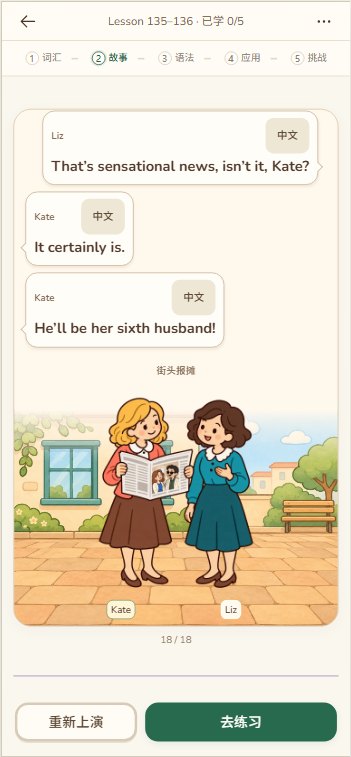 Lesson 135–136 · 已学 0/5
1 词汇 – 2 故事 – 3 语法 – 4 应用 – 5 挑战
Liz 中文
That's sensational news, isn't it, Kate?
Kate 中文
It certainly is.
Kate 中文
He'll be her sixth husband!
街头报摊
Kate Liz
18 / 18
重新上演 去练习